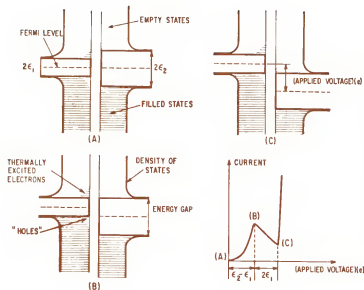 EMPTY STATES
FERMI LEVEL
2ε₁
2ε₂
FILLED STATES
(A)
(APPLIED VOLTAGE)(e)
(C)
THERMALLY
EXCITED
ELECTRONS
DENSITY OF
STATES
ENERGY GAP
"HOLES"
(B)
CURRENT
(B)
(C)
(A)
ε₂-ε₁
2ε₁
(APPLIED VOLTAGE)(e)